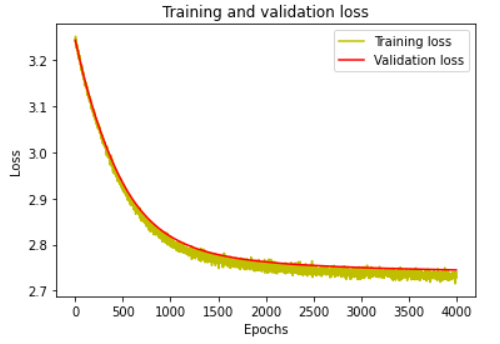 Training and validation loss
Training loss
Validation loss
Loss
3.2
3.1
3.0
2.9
2.8
2.7
0 500 1000 1500 2000 2500 3000 3500 4000
Epochs